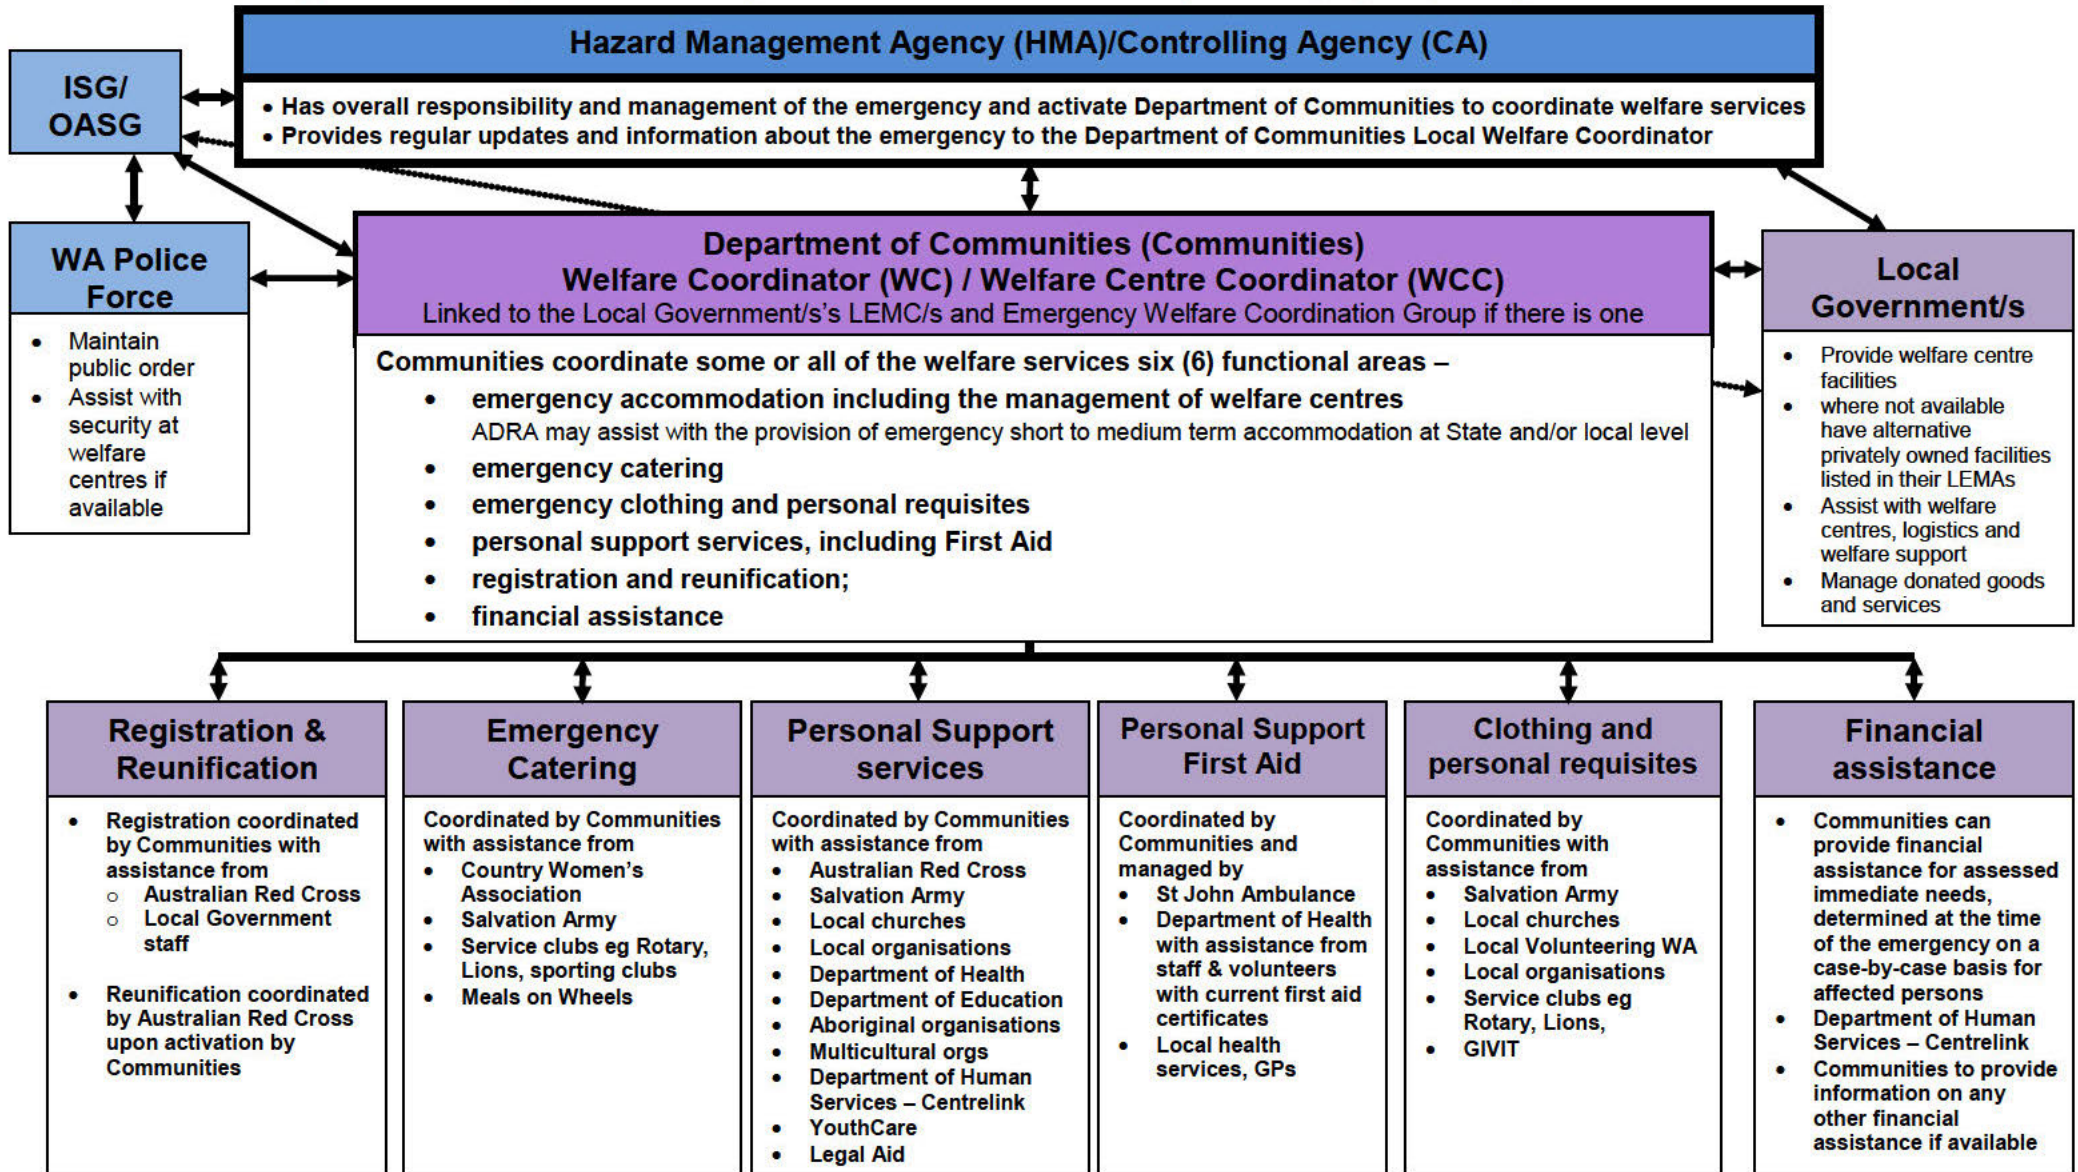 Hazard Management Agency (HMA)/Controlling Agency (CA)
• Has overall responsibility and management of the emergency and activate Department of Communities to coordinate welfare services
• Provides regular updates and information about the emergency to the Department of Communities Local Welfare Coordinator
ISG/
OASG
WA Police
Force
• Maintain
public order
• Assist with
security at
welfare
centres if
available
Department of Communities (Communities)
Welfare Coordinator (WC) / Welfare Centre Coordinator (WCC)
Linked to the Local Government/s's LEMC/s and Emergency Welfare Coordination Group if there is one
Communities coordinate some or all of the welfare services six (6) functional areas –
• emergency accommodation including the management of welfare centres
ADRA may assist with the provision of emergency short to medium term accommodation at State and/or local level
• emergency catering
• emergency clothing and personal requisites
• personal support services, including First Aid
• registration and reunification;
• financial assistance
Local
Government/s
• Provide welfare centre
facilities
• where not available
have alternative
privately owned facilities
listed in their LEMAs
• Assist with welfare
centres, logistics and
welfare support
• Manage donated goods
and services
Registration &
Reunification
• Registration coordinated
by Communities with
assistance from
o Australian Red Cross
o Local Government
staff
• Reunification coordinated
by Australian Red Cross
upon activation by
Communities
Emergency
Catering
Coordinated by Communities
with assistance from
• Country Women's
Association
• Salvation Army
• Service clubs eg Rotary,
Lions, sporting clubs
• Meals on Wheels
Personal Support
services
Coordinated by Communities
with assistance from
• Australian Red Cross
• Salvation Army
• Local churches
• Local organisations
• Department of Health
• Department of Education
• Aboriginal organisations
• Multicultural orgs
• Department of Human
Services – Centrelink
• YouthCare
• Legal Aid
Personal Support
First Aid
Coordinated by
Communities and
managed by
• St John Ambulance
• Department of Health
with assistance from
staff & volunteers
with current first aid
certificates
• Local health
services, GPs
Clothing and
personal requisites
Coordinated by
Communities with
assistance from
• Salvation Army
• Local churches
• Local Volunteering WA
• Local organisations
• Service clubs eg
Rotary, Lions,
• GIVIT
Financial
assistance
• Communities can
provide financial
assistance for assessed
immediate needs,
determined at the time
of the emergency on a
case-by-case basis for
affected persons
• Department of Human
Services – Centrelink
• Communities to provide
information on any
other financial
assistance if available